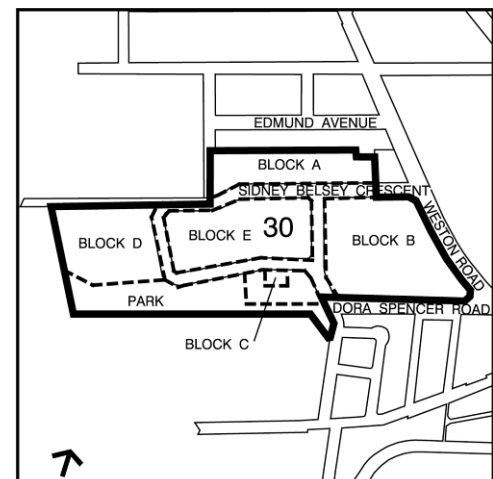 EDMUND AVENUE
BLOCK A
SIDNEY BELSEY CRESCENT
WESTON ROAD
BLOCK D
BLOCK E
30
BLOCK B
PARK
DORA SPENCER ROAD
BLOCK C